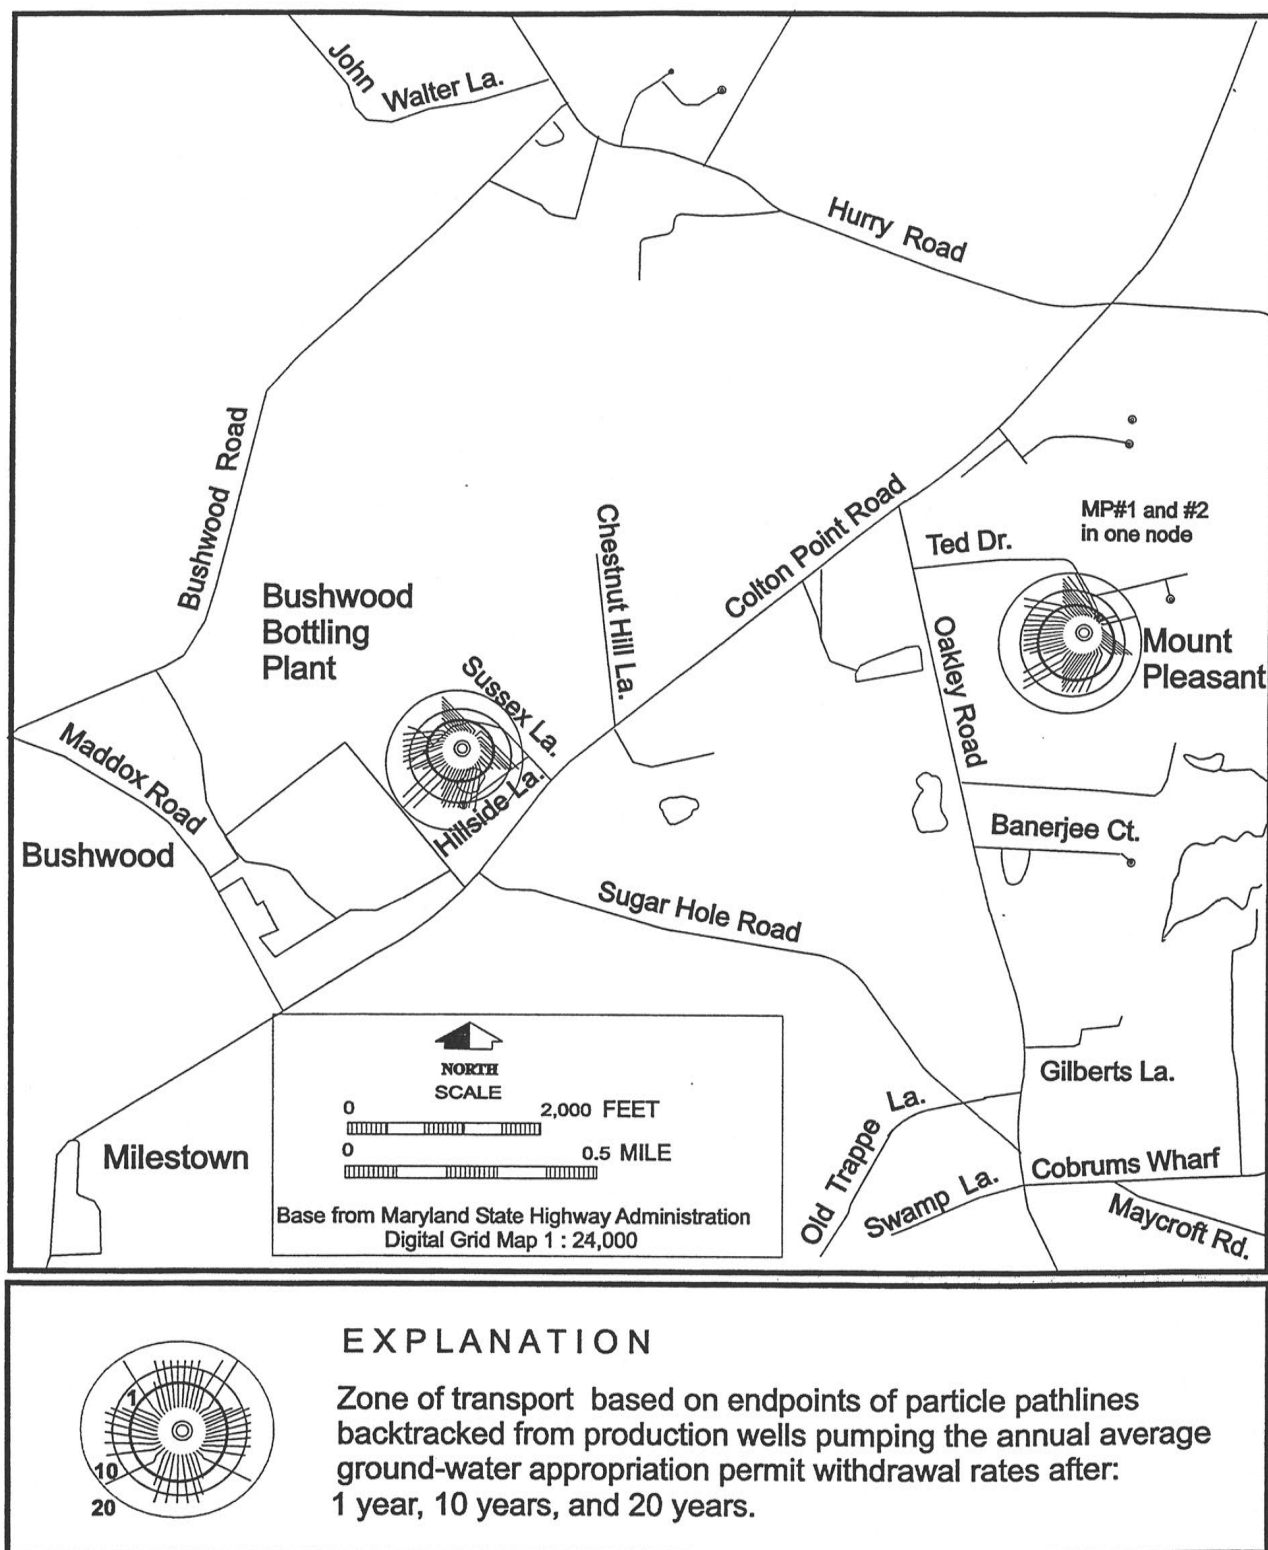 John
Walter La.
Hurry Road
Bushwood Road
Chestnut Hill La.
Colton Point Road
MP#1 and #2
in one node
Ted Dr.
Bushwood
Bottling
Plant
Sussex La.
Oakley Road
Mount
Pleasant
Maddox Road
Hillside La.
Bushwood
Banerjee Ct.
Sugar Hole Road
NORTH
SCALE
0 2,000 FEET
0 0.5 MILE
Base from Maryland State Highway Administration
Digital Grid Map 1 : 24,000
Gilberts La.
Old Trappe La.
Milestown
Swamp La.
Cobrums Wharf
Maycroft Rd.
EXPLANATION
1
10
20
Zone of transport based on endpoints of particle pathlines
backtracked from production wells pumping the annual average
ground-water appropriation permit withdrawal rates after:
1 year, 10 years, and 20 years.